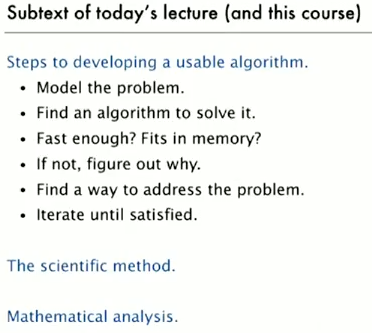 Subtext of today's lecture (and this course)
Steps to developing a usable algorithm.
• Model the problem.
• Find an algorithm to solve it.
• Fast enough? Fits in memory?
• If not, figure out why.
• Find a way to address the problem.
• Iterate until satisfied.
The scientific method.
Mathematical analysis.